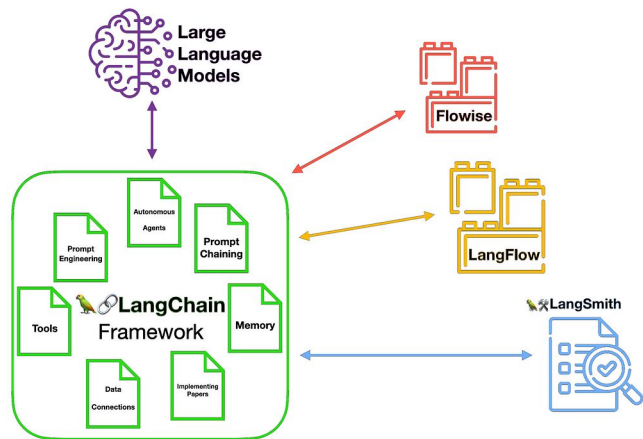 Large
Language
Models
Flowise
LangFlow
LangSmith
Autonomous
Agents
Prompt
Engineering
Prompt
Chaining
LangChain
Framework
Tools
Memory
Data
Connections
Implementing
Papers